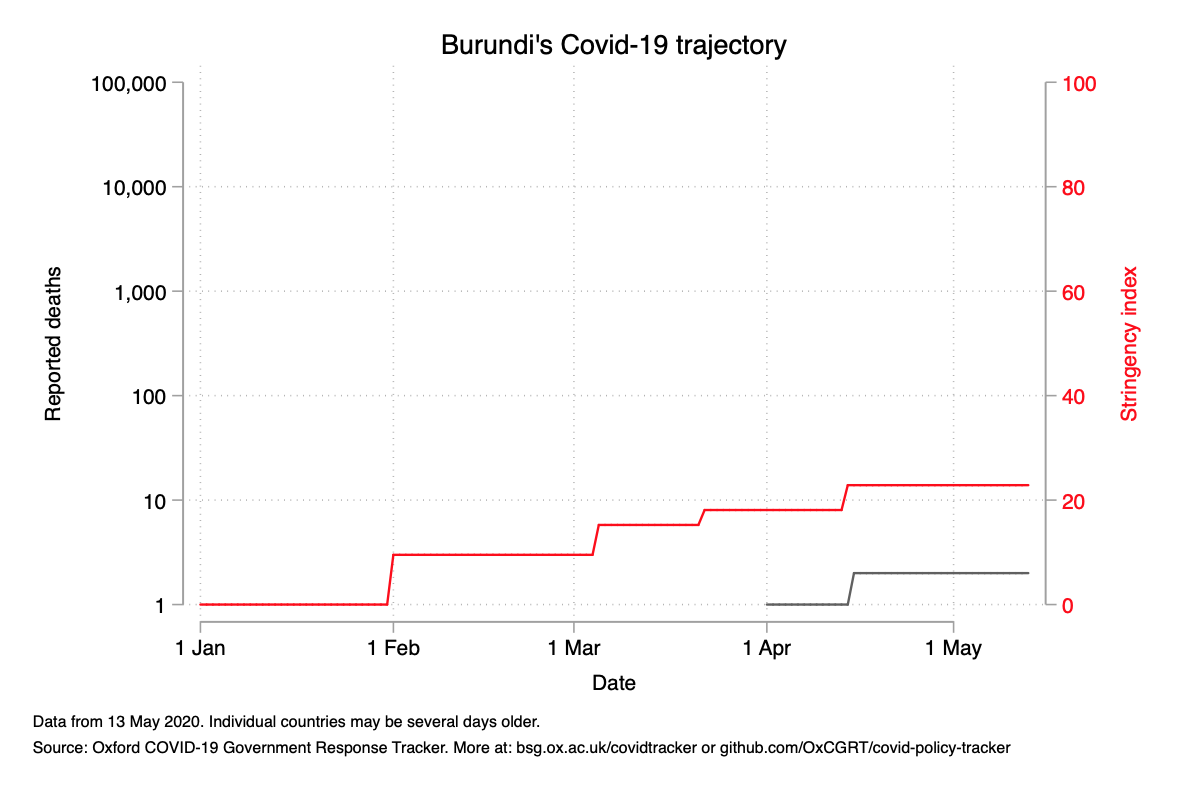 Burundi's Covid-19 trajectory
100,000
10,000
1,000
100
10
1
Reported deaths
100
80
60
40
20
0
Stringency index
1 Jan
1 Feb
1 Mar
1 Apr
1 May
Date
Data from 13 May 2020. Individual countries may be several days older.
Source: Oxford COVID-19 Government Response Tracker. More at: bsg.ox.ac.uk/covidtracker or github.com/OxCGRT/covid-policy-tracker